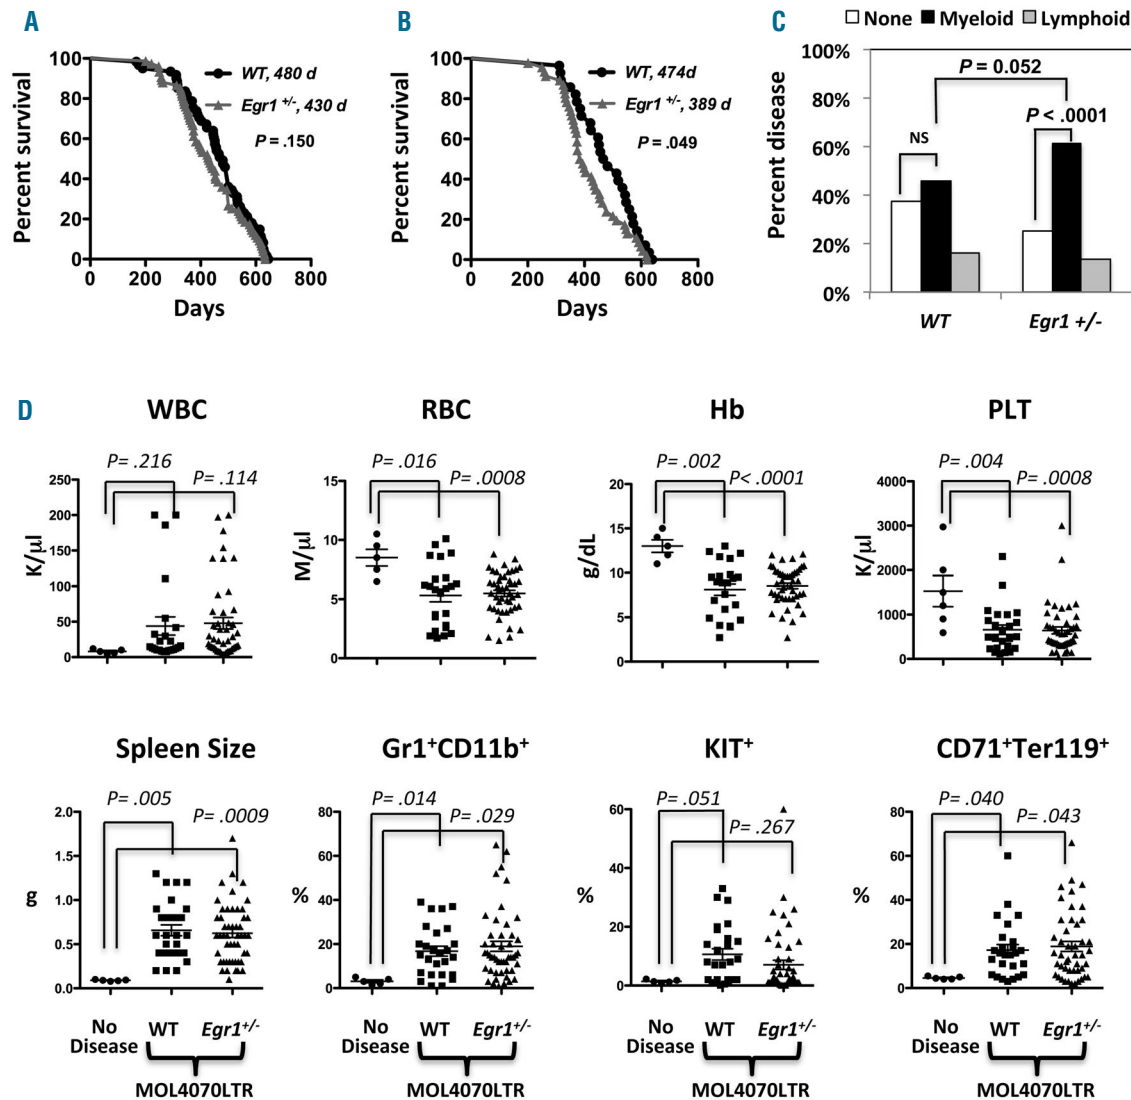 A
Percent survival
100
80
60
40
20
0
WT, 480 d
Egr1 +/-, 430 d
P = .150
0 200 400 600 800
Days
B
Percent survival
100
80
60
40
20
0
WT, 474d
Egr1 +/-, 389 d
P = .049
0 200 400 600 800
Days
C
None Myeloid Lymphoid
Percent disease
100%
80%
60%
40%
20%
0%
P = 0.052
NS
P < .0001
WT Egr1 +/-
D
WBC
P= .216
P= .114
K/µl
250
200
150
100
50
0
RBC
P= .016
P= .0008
M/µl
15
10
5
0
Hb
P= .002
P< .0001
g/dL
20
15
10
5
0
PLT
P= .004
P= .0008
K/µl
4000
3000
2000
1000
0
Spleen Size
P= .005
P= .0009
g
2.0
1.5
1.0
0.5
0.0
No Disease WT Egr1+/-
MOL4070LTR
Gr1+CD11b+
P= .014
P= .029
%
80
60
40
20
0
No Disease WT Egr1+/-
MOL4070LTR
KIT+
P= .051
P= .267
%
60
40
20
0
No Disease WT Egr1+/-
MOL4070LTR
CD71+Ter119+
P= .040
P= .043
%
80
60
40
20
0
No Disease WT Egr1+/-
MOL4070LTR